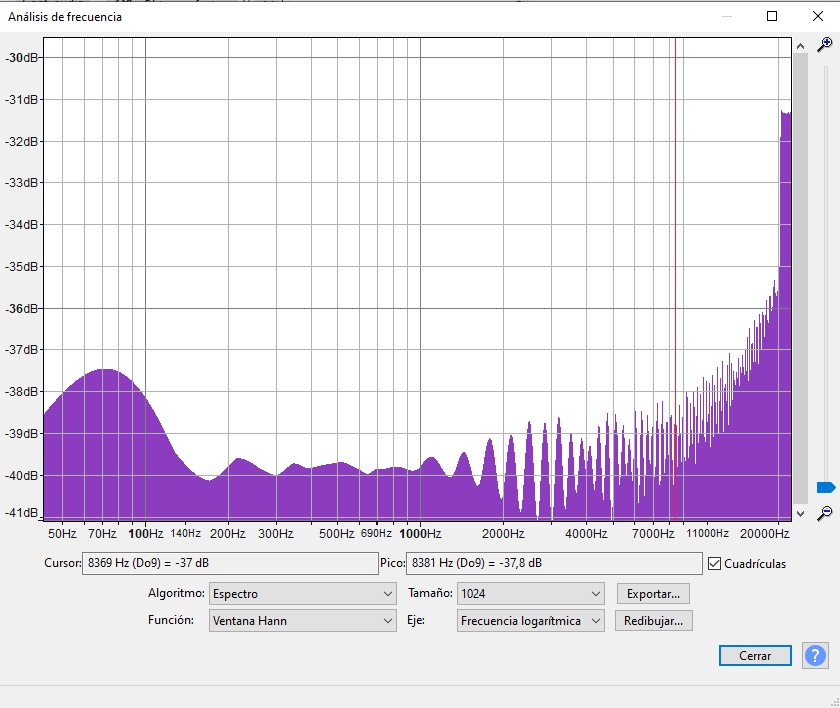 Análisis de frecuencia
-30dB
-31dB
-32dB
-33dB
-34dB
-35dB
-36dB
-37dB
-38dB
-39dB
-40dB
-41dB
50Hz 70Hz 100Hz 140Hz 200Hz 300Hz 500Hz 690Hz 1000Hz 2000Hz 4000Hz 7000Hz 11000Hz 20000Hz
Cursor: 8369 Hz (Do9) = -37 dB Pico: 8381 Hz (Do9) = -37,8 dB Cuadrículas
Algoritmo: Espectro Tamaño: 1024 Exportar...
Función: Ventana Hann Eje: Frecuencia logarítmica Redibujar...
Cerrar ?